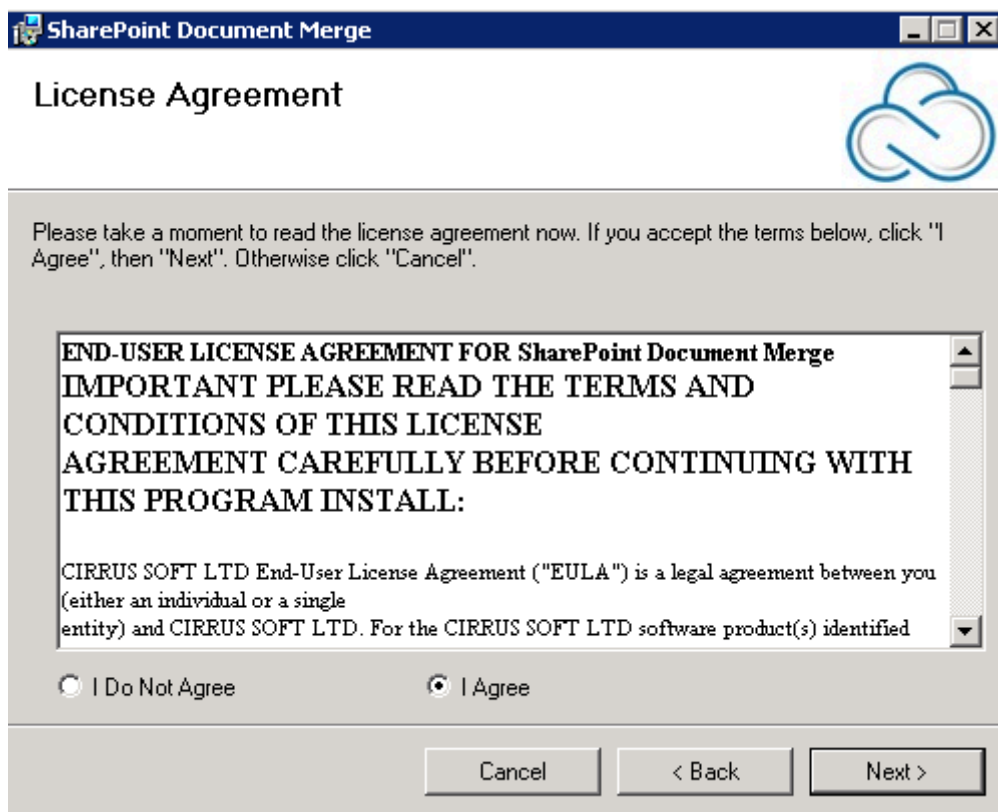 SharePoint Document Merge
License Agreement
Please take a moment to read the license agreement now. If you accept the terms below, click "I
Agree", then "Next". Otherwise click "Cancel".
END-USER LICENSE AGREEMENT FOR SharePoint Document Merge
IMPORTANT PLEASE READ THE TERMS AND
CONDITIONS OF THIS LICENSE
AGREEMENT CAREFULLY BEFORE CONTINUING WITH
THIS PROGRAM INSTALL:
CIRRUS SOFT LTD End-User License Agreement ("EULA") is a legal agreement between you
(either an individual or a single
entity) and CIRRUS SOFT LTD. For the CIRRUS SOFT LTD software product(s) identified
I Do Not Agree
I Agree
Cancel
< Back
Next >